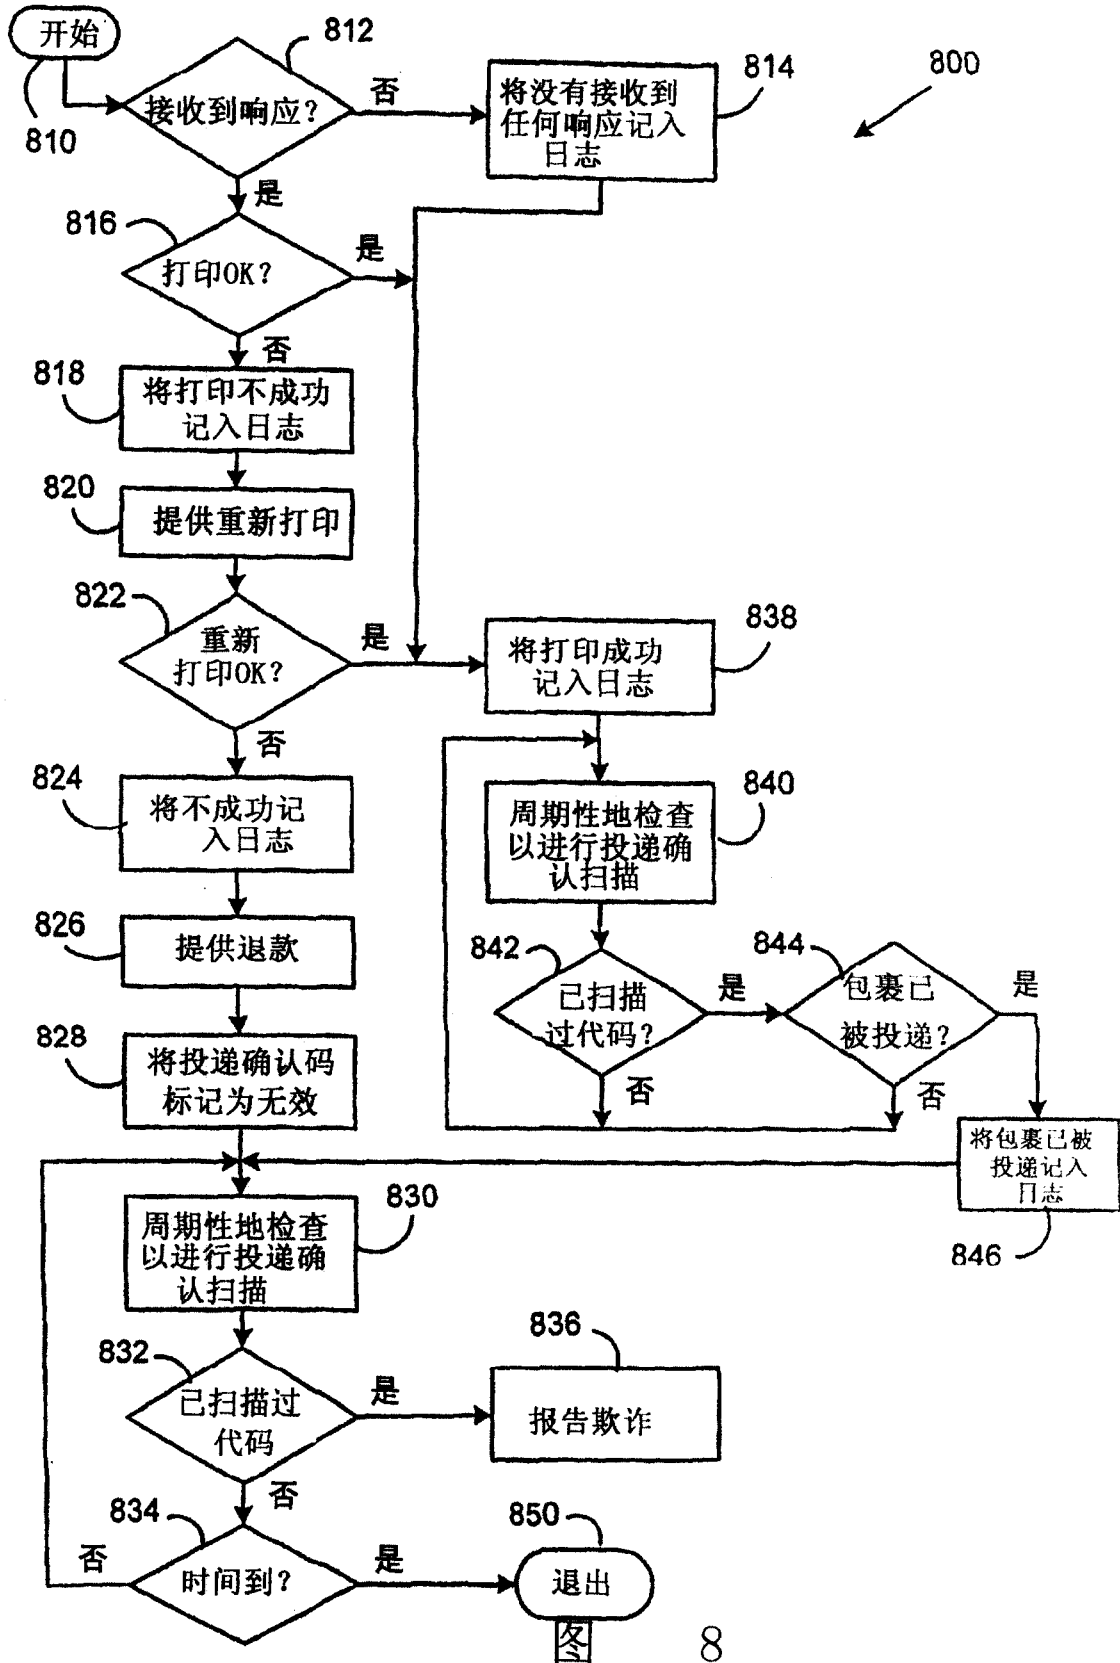 开始
810
812
接收到响应?
否
将没有接收到
任何响应记入
日志
814
800
是
816
打印OK?
是
否
818
将打印不成功
记入日志
820
提供重新打印
822
重新
打印OK?
是
838
将打印成功
记入日志
否
824
将不成功记
入日志
840
周期性地检查
以进行投递确
认扫描
826
提供退款
842
已扫描
过代码?
是
844
包裹已
被投递?
是
828
将投递确认码
标记为无效
否
否
将包裹已被
投递记入
日志
846
830
周期性地检查
以进行投递确
认扫描
832
已扫描过
代码
是
836
报告欺诈
否
834
时间到?
否
是
850
退出
图 8